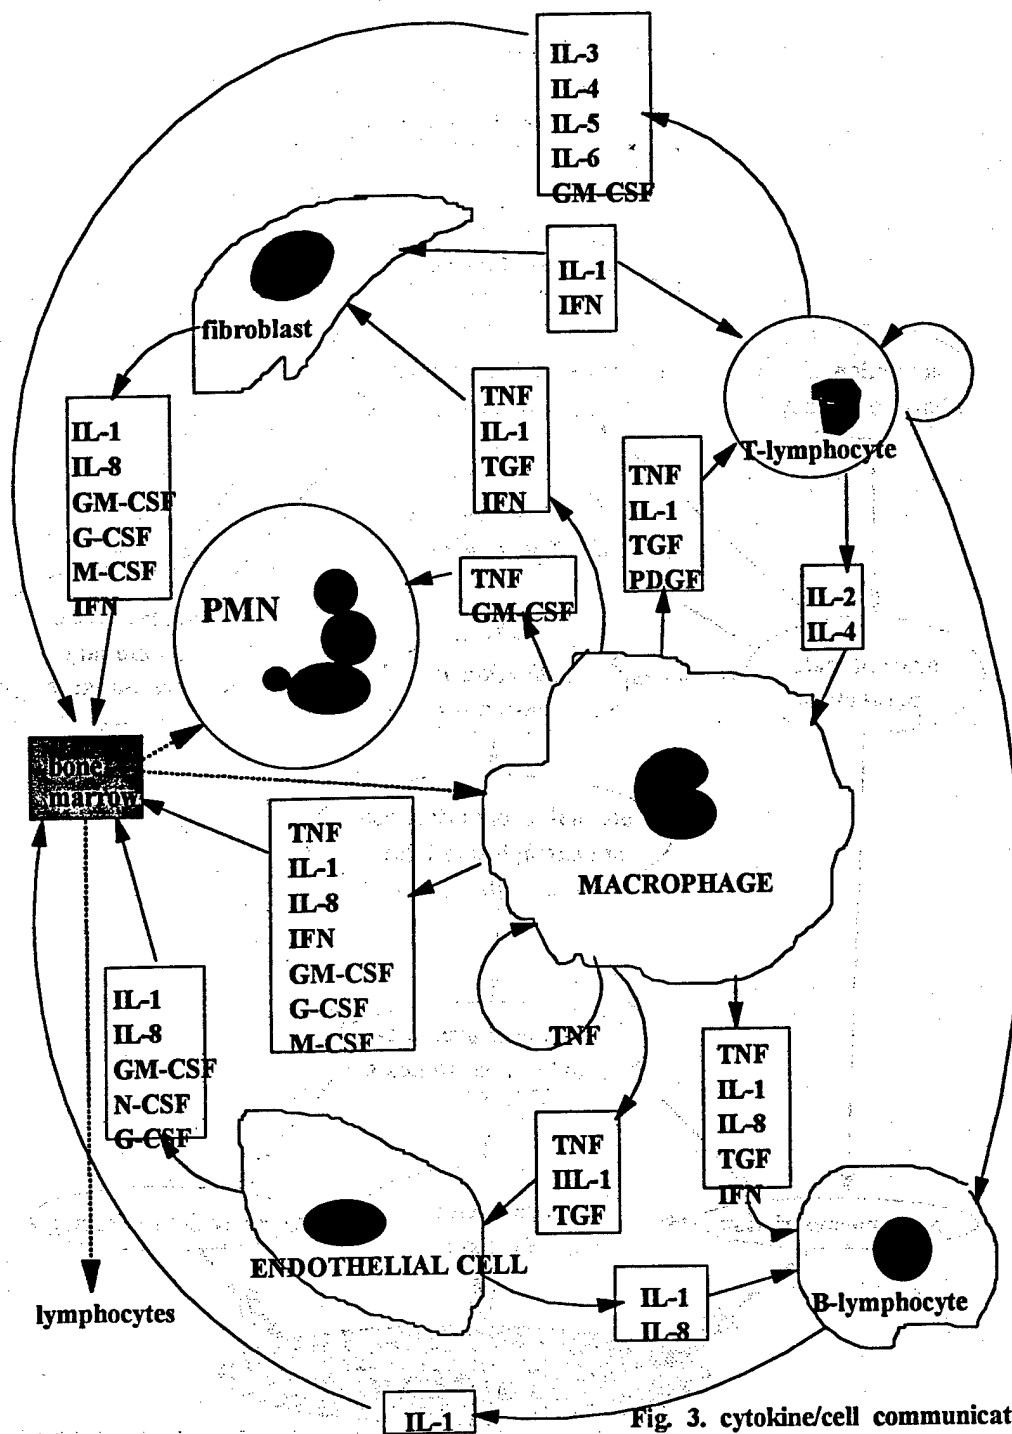 IL-3
IL-4
IL-5
IL-6
GM-CSF
IL-1
IFN
fibroblast
TNF
IL-1
TGF
IFN
T-lymphocyte
IL-1
IL-8
GM-CSF
G-CSF
M-CSF
IFN
TNF
IL-1
TGF
PDGF
PMN
TNF
GM-CSF
IL-2
IL-4
bone
marrow
TNF
IL-1
IL-8
IFN
GM-CSF
G-CSF
M-CSF
MACROPHAGE
IL-1
IL-8
GM-CSF
N-CSF
G-CSF
TNF
TNF
IL-1
IL-8
TGF
IFN
TNF
IIL-1
TGF
ENDOTHELIAL CELL
lymphocytes
IL-1
IL-8
B-lymphocyte
IL-1
Fig. 3. cytokine/cell communicat